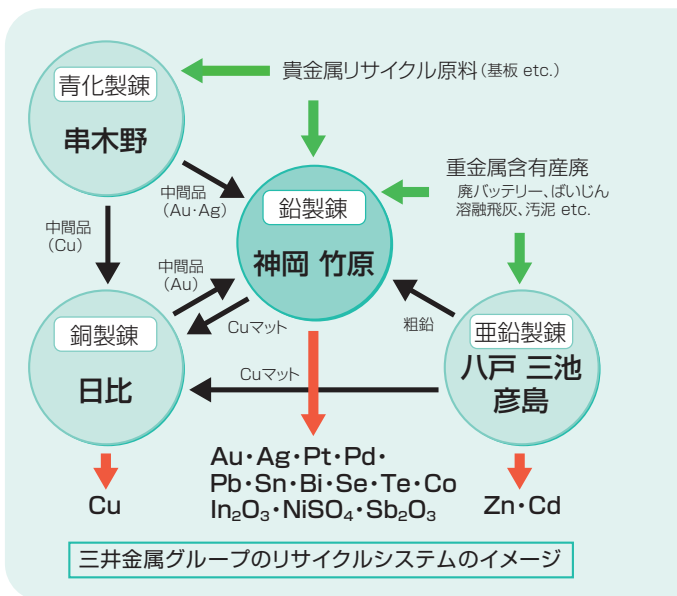 貴金属リサイクル原料(基板 etc.)
青化製錬
串木野
重金属含有産廃
廃バッテリー、ばいじん
溶融飛灰、汚泥 etc.
中間品
(Au·Ag)
鉛製錬
神岡 竹原
中間品
(Cu)
中間品
(Au)
Cuマット
粗鉛
銅製錬
日比
亜鉛製錬
八戸 三池
彦島
Cuマット
Au・Ag・Pt・Pd・
Pb・Sn・Bi・Se・Te・Co
In₂O₃・NiSO₄・Sb₂O₃
Cu
Zn・Cd
三井金属グループのリサイクルシステムのイメージ